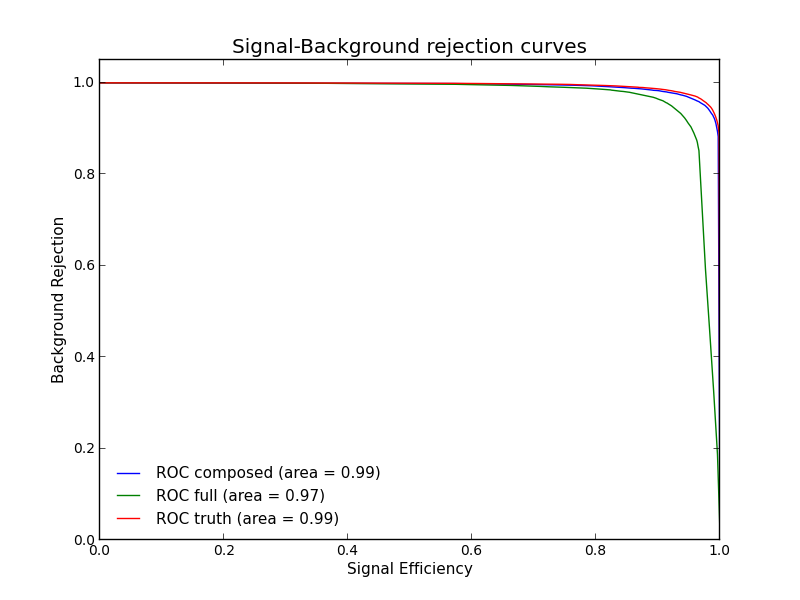 Signal-Background rejection curves
1.0
0.8
0.6
0.4
0.2
0.0
Background Rejection
ROC composed (area = 0.99)
ROC full (area = 0.97)
ROC truth (area = 0.99)
0.0 0.2 0.4 0.6 0.8 1.0
Signal Efficiency